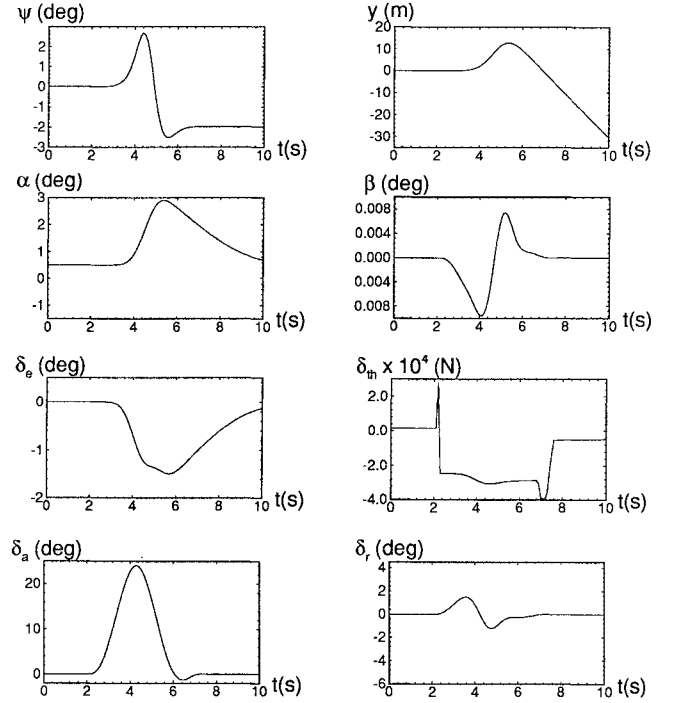 ψ (deg)
3
2
1
0
-1
-2
-3
0 2 4 6 8 10 t(s)
y (m)
20
10
0
-10
-20
-30
0 2 4 6 8 10 t(s)
α (deg)
3
2
1
0
-1
0 2 4 6 8 10 t(s)
β (deg)
0.008
0.004
0.000
0.004
0.008
0 2 4 6 8 10 t(s)
δe (deg)
0
-1
-2
0 2 4 6 8 10 t(s)
δth x 10⁴ (N)
2.0
0.0
-2.0
-4.0
0 2 4 6 8 10 t(s)
δa (deg)
20
10
0
0 2 4 6 8 10 t(s)
δr (deg)
4
2
0
-2
-4
-6
0 2 4 6 8 10 t(s)